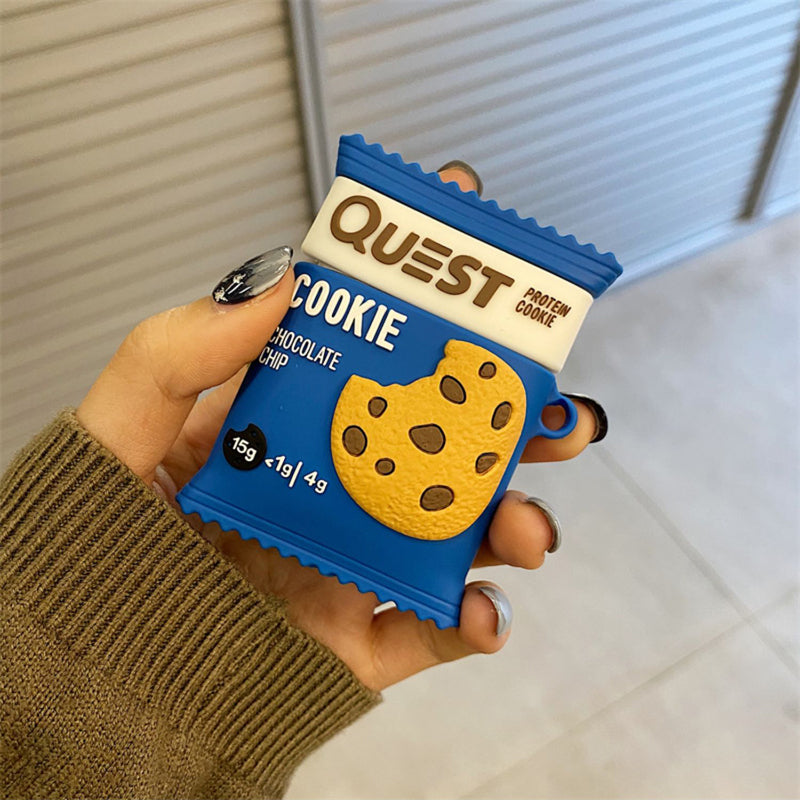 QUEST
PROTEIN
COOKIE
COOKIE
CHOCOLATE
CHIP
15g <1g| 4g